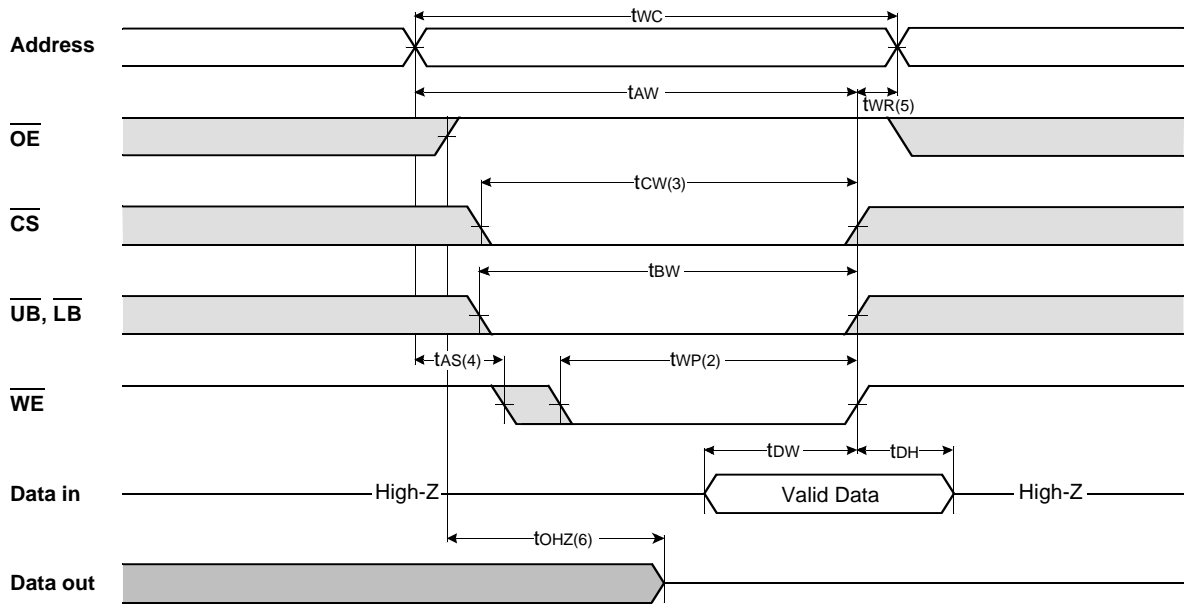 tWC
Address
tAW
tWR(5)
OE
tCW(3)
CS
tBW
UB, LB
tAS(4)
tWP(2)
WE
tDW
tDH
Data in
High-Z
Valid Data
High-Z
tOHZ(6)
Data out